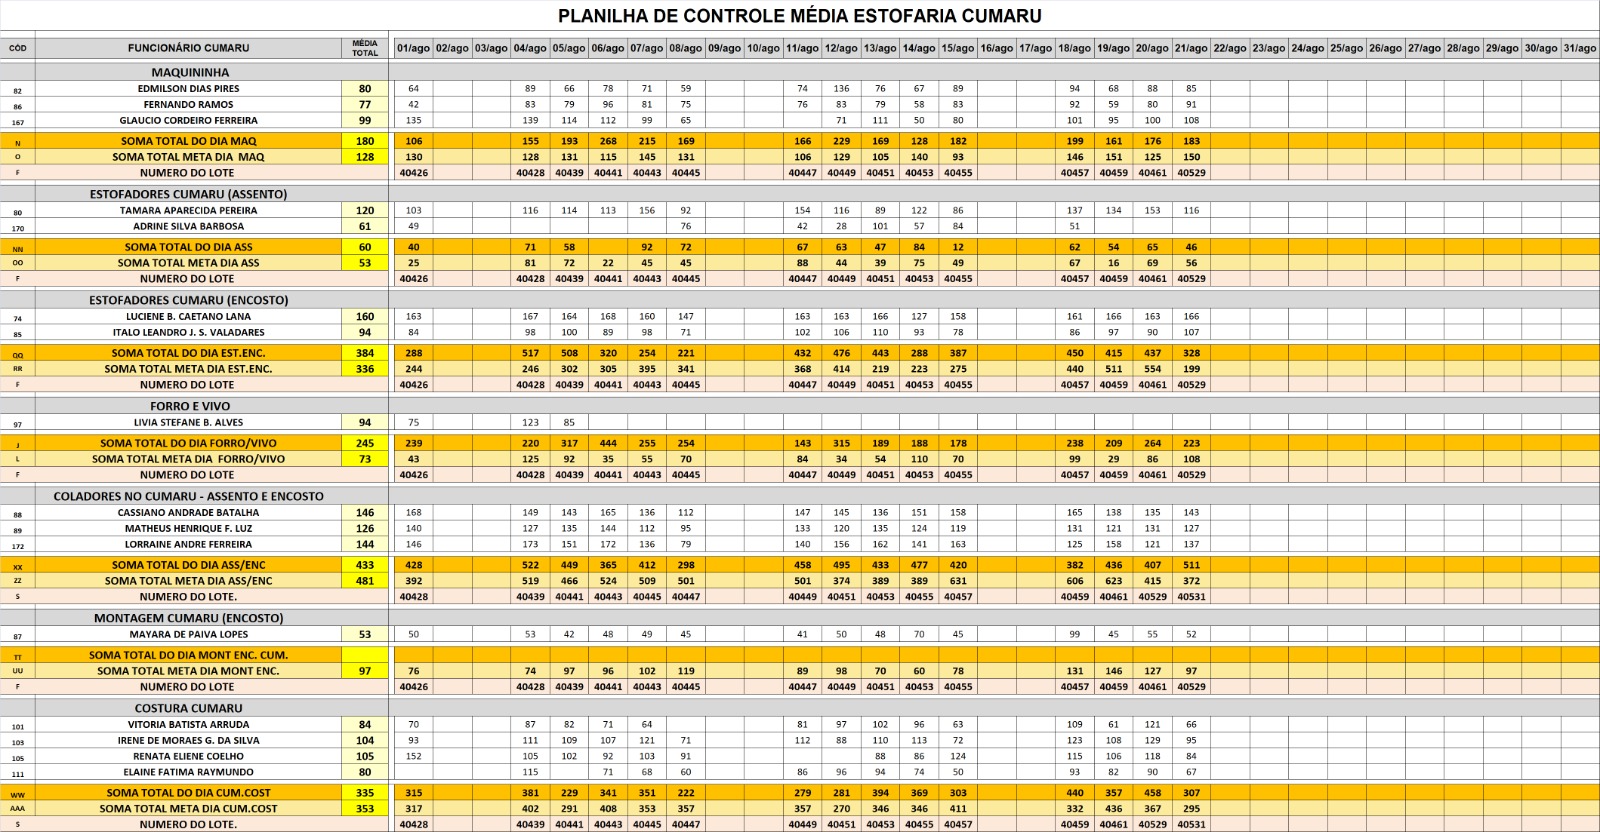 PLANILHA DE CONTROLE MÉDIA ESTOFARIA CUMARU
CÓD FUNCIONÁRIO CUMARU MÉDIA TOTAL 01/ago 02/ago 03/ago 04/ago 05/ago 06/ago 07/ago 08/ago 09/ago 10/ago 11/ago 12/ago 13/ago 14/ago 15/ago 16/ago 17/ago 18/ago 19/ago 20/ago 21/ago 22/ago 23/ago 24/ago 25/ago 26/ago 27/ago 28/ago 29/ago 30/ago 31/ago
MAQUININHA
82 EDMILSON DIAS PIRES 80 64 89 66 78 71 59 74 136 76 67 89 94 68 88 85
86 FERNANDO RAMOS 77 42 83 79 96 81 75 76 83 79 58 83 92 59 80 91
167 GLAUCIO CORDEIRO FERREIRA 99 135 139 114 112 99 65 71 111 50 80 101 95 100 108
N SOMA TOTAL DO DIA MAQ 180 106 155 193 268 215 169 166 229 169 128 182 199 161 176 183
O SOMA TOTAL META DIA MAQ 128 130 128 131 115 145 131 106 129 105 140 93 146 151 125 150
F NUMERO DO LOTE 40426 40428 40439 40441 40443 40445 40447 40449 40451 40453 40455 40457 40459 40461 40529
ESTOFADORES CUMARU (ASSENTO)
80 TAMARA APARECIDA PEREIRA 120 103 116 114 113 156 92 154 116 89 122 86 137 134 153 116
170 ADRINE SILVA BARBOSA 61 49 76 42 28 101 57 84 51
NN SOMA TOTAL DO DIA ASS 60 40 71 58 92 72 67 63 47 84 12 62 54 65 46
OO SOMA TOTAL META DIA ASS 53 25 81 72 22 45 45 88 44 39 75 49 67 16 69 56
F NUMERO DO LOTE 40426 40428 40439 40441 40443 40445 40447 40449 40451 40453 40455 40457 40459 40461 40529
ESTOFADORES CUMARU (ENCOSTO)
74 LUCIENE B. CAETANO LANA 160 163 167 164 168 160 147 163 163 166 127 158 161 166 163 166
85 ITALO LEANDRO J. S. VALADARES 94 84 98 100 89 98 71 102 106 110 93 78 86 97 90 107
QQ SOMA TOTAL DO DIA EST.ENC. 384 288 517 508 320 254 221 432 476 443 288 387 450 415 437 328
RR SOMA TOTAL META DIA EST.ENC. 336 244 246 302 305 395 341 368 414 219 223 275 440 511 554 199
F NUMERO DO LOTE 40426 40428 40439 40441 40443 40445 40447 40449 40451 40453 40455 40457 40459 40461 40529
FORRO E VIVO
97 LIVIA STEFANE B. ALVES 94 75 123 85
J SOMA TOTAL DO DIA FORRO/VIVO 245 239 220 317 444 255 254 143 315 189 188 178 238 209 264 223
L SOMA TOTAL META DIA FORRO/VIVO 73 43 125 92 35 55 70 84 34 54 110 70 99 29 86 108
F NUMERO DO LOTE 40426 40428 40439 40441 40443 40445 40447 40449 40451 40453 40455 40457 40459 40461 40529
COLADORES NO CUMARU - ASSENTO E ENCOSTO
88 CASSIANO ANDRADE BATALHA 146 168 149 143 165 136 112 147 145 136 151 158 165 138 135 143
89 MATHEUS HENRIQUE F. LUZ 126 140 127 135 144 112 95 133 120 135 124 119 131 121 131 127
172 LORRAINE ANDRE FERREIRA 144 146 173 151 172 136 79 140 156 162 141 163 125 158 121 137
XX SOMA TOTAL DO DIA ASS/ENC 433 428 522 449 365 412 298 458 495 433 477 420 382 436 407 511
ZZ SOMA TOTAL META DIA ASS/ENC 481 392 519 466 524 509 501 501 374 389 389 631 606 623 415 372
S NUMERO DO LOTE. 40428 40439 40441 40443 40445 40447 40449 40451 40453 40455 40457 40459 40461 40529 40531
MONTAGEM CUMARU (ENCOSTO)
87 MAYARA DE PAIVA LOPES 53 50 53 42 48 49 45 41 50 48 70 45 99 45 55 52
TT SOMA TOTAL DO DIA MONT ENC. CUM.
UU SOMA TOTAL META DIA MONT ENC. 97 76 74 97 96 102 119 89 98 70 60 78 131 146 127 97
F NUMERO DO LOTE 40426 40428 40439 40441 40443 40445 40447 40449 40451 40453 40455 40457 40459 40461 40529
COSTURA CUMARU
101 VITORIA BATISTA ARRUDA 84 70 87 82 71 64 81 97 102 96 63 109 61 121 66
103 IRENE DE MORAES G. DA SILVA 104 93 111 109 107 121 71 112 88 110 113 72 123 108 129 95
105 RENATA ELIENE COELHO 105 152 105 102 92 103 91 88 86 124 115 106 118 84
111 ELAINE FATIMA RAYMUNDO 80 115 71 68 60 86 96 94 74 50 93 82 90 67
WW SOMA TOTAL DO DIA CUM.COST 335 315 381 229 341 351 222 279 281 394 369 303 440 357 458 307
AAA SOMA TOTAL META DIA CUM.COST 353 317 402 291 408 353 357 357 270 346 346 411 332 436 367 295
S NUMERO DO LOTE. 40428 40439 40441 40443 40445 40447 40449 40451 40453 40455 40457 40459 40461 40529 40531